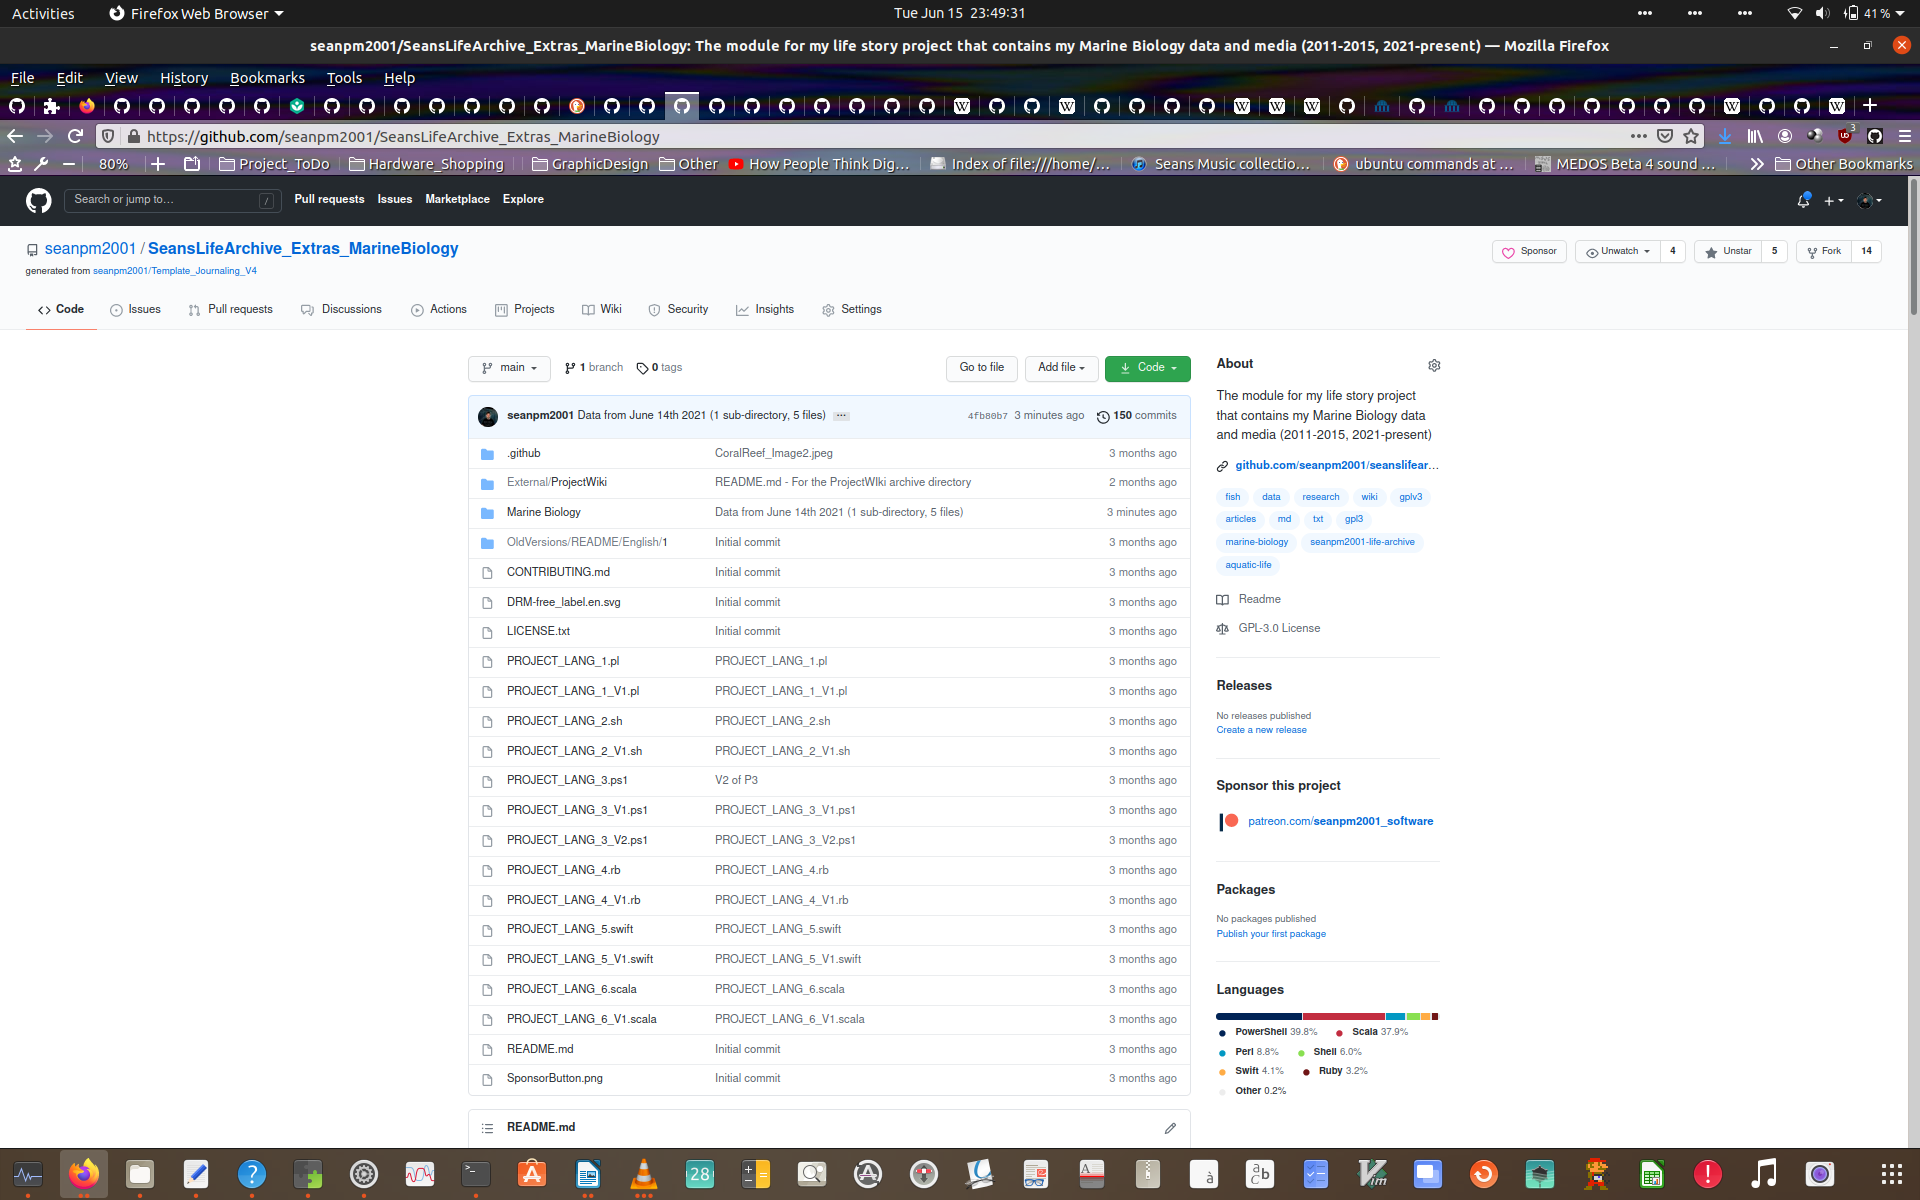 Activities Firefox Web Browser Tue Jun 15 23:49:31 41 %
seanpm2001/SeansLifeArchive_Extras_MarineBiology: The module for my life story project that contains my Marine Biology data and media (2011-2015, 2021-present) — Mozilla Firefox
File Edit View History Bookmarks Tools Help
https://github.com/seanpm2001/SeansLifeArchive_Extras_MarineBiology 3
80% Project_ToDo Hardware_Shopping GraphicDesign Other How People Think Dig… Index of file:///home/… Seans Music collectio… ubuntu commands at … MEDOS Beta 4 sound … Other Bookmarks
Search or jump to… / Pull requests Issues Marketplace Explore
seanpm2001 / SeansLifeArchive_Extras_MarineBiology Sponsor Unwatch 4 Unstar 5 Fork 14
generated from seanpm2001/Template_Journaling_V4
Code Issues Pull requests Discussions Actions Projects Wiki Security Insights Settings
main 1 branch 0 tags Go to file Add file Code
seanpm2001 Data from June 14th 2021 (1 sub-directory, 5 files) … 4fb80b7 3 minutes ago 150 commits
.github CoralReef_Image2.jpeg 3 months ago
External/ProjectWiki README.md - For the ProjectWIki archive directory 2 months ago
Marine Biology Data from June 14th 2021 (1 sub-directory, 5 files) 3 minutes ago
OldVersions/README/English/1 Initial commit 3 months ago
CONTRIBUTING.md Initial commit 3 months ago
DRM-free_label.en.svg Initial commit 3 months ago
LICENSE.txt Initial commit 3 months ago
PROJECT_LANG_1.pl PROJECT_LANG_1.pl 3 months ago
PROJECT_LANG_1_V1.pl PROJECT_LANG_1_V1.pl 3 months ago
PROJECT_LANG_2.sh PROJECT_LANG_2.sh 3 months ago
PROJECT_LANG_2_V1.sh PROJECT_LANG_2_V1.sh 3 months ago
PROJECT_LANG_3.ps1 V2 of P3 3 months ago
PROJECT_LANG_3_V1.ps1 PROJECT_LANG_3_V1.ps1 3 months ago
PROJECT_LANG_3_V2.ps1 PROJECT_LANG_3_V2.ps1 3 months ago
PROJECT_LANG_4.rb PROJECT_LANG_4.rb 3 months ago
PROJECT_LANG_4_V1.rb PROJECT_LANG_4_V1.rb 3 months ago
PROJECT_LANG_5.swift PROJECT_LANG_5.swift 3 months ago
PROJECT_LANG_5_V1.swift PROJECT_LANG_5_V1.swift 3 months ago
PROJECT_LANG_6.scala PROJECT_LANG_6.scala 3 months ago
PROJECT_LANG_6_V1.scala PROJECT_LANG_6_V1.scala 3 months ago
README.md Initial commit 3 months ago
SponsorButton.png Initial commit 3 months ago
README.md
About
The module for my life story project
that contains my Marine Biology data
and media (2011-2015, 2021-present)
github.com/seanpm2001/seanslifear…
fish data research wiki gplv3
articles md txt gpl3
marine-biology seanpm2001-life-archive
aquatic-life
Readme
GPL-3.0 License
Releases
No releases published
Create a new release
Sponsor this project
patreon.com/seanpm2001_software
Packages
No packages published
Publish your first package
Languages
PowerShell 39.8% Scala 37.9%
Perl 8.8% Shell 6.0%
Swift 4.1% Ruby 3.2%
Other 0.2%
28